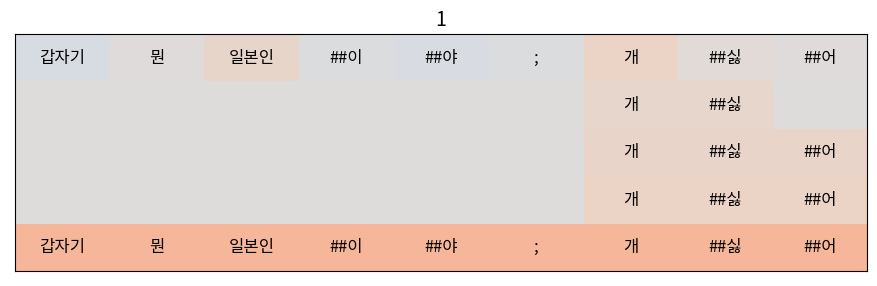 1
갑자기 뭔 일본인 ##이 ##야 ; 개 ##싫 ##어
개 ##싫
개 ##싫 ##어
개 ##싫 ##어
갑자기 뭔 일본인 ##이 ##야 ; 개 ##싫 ##어